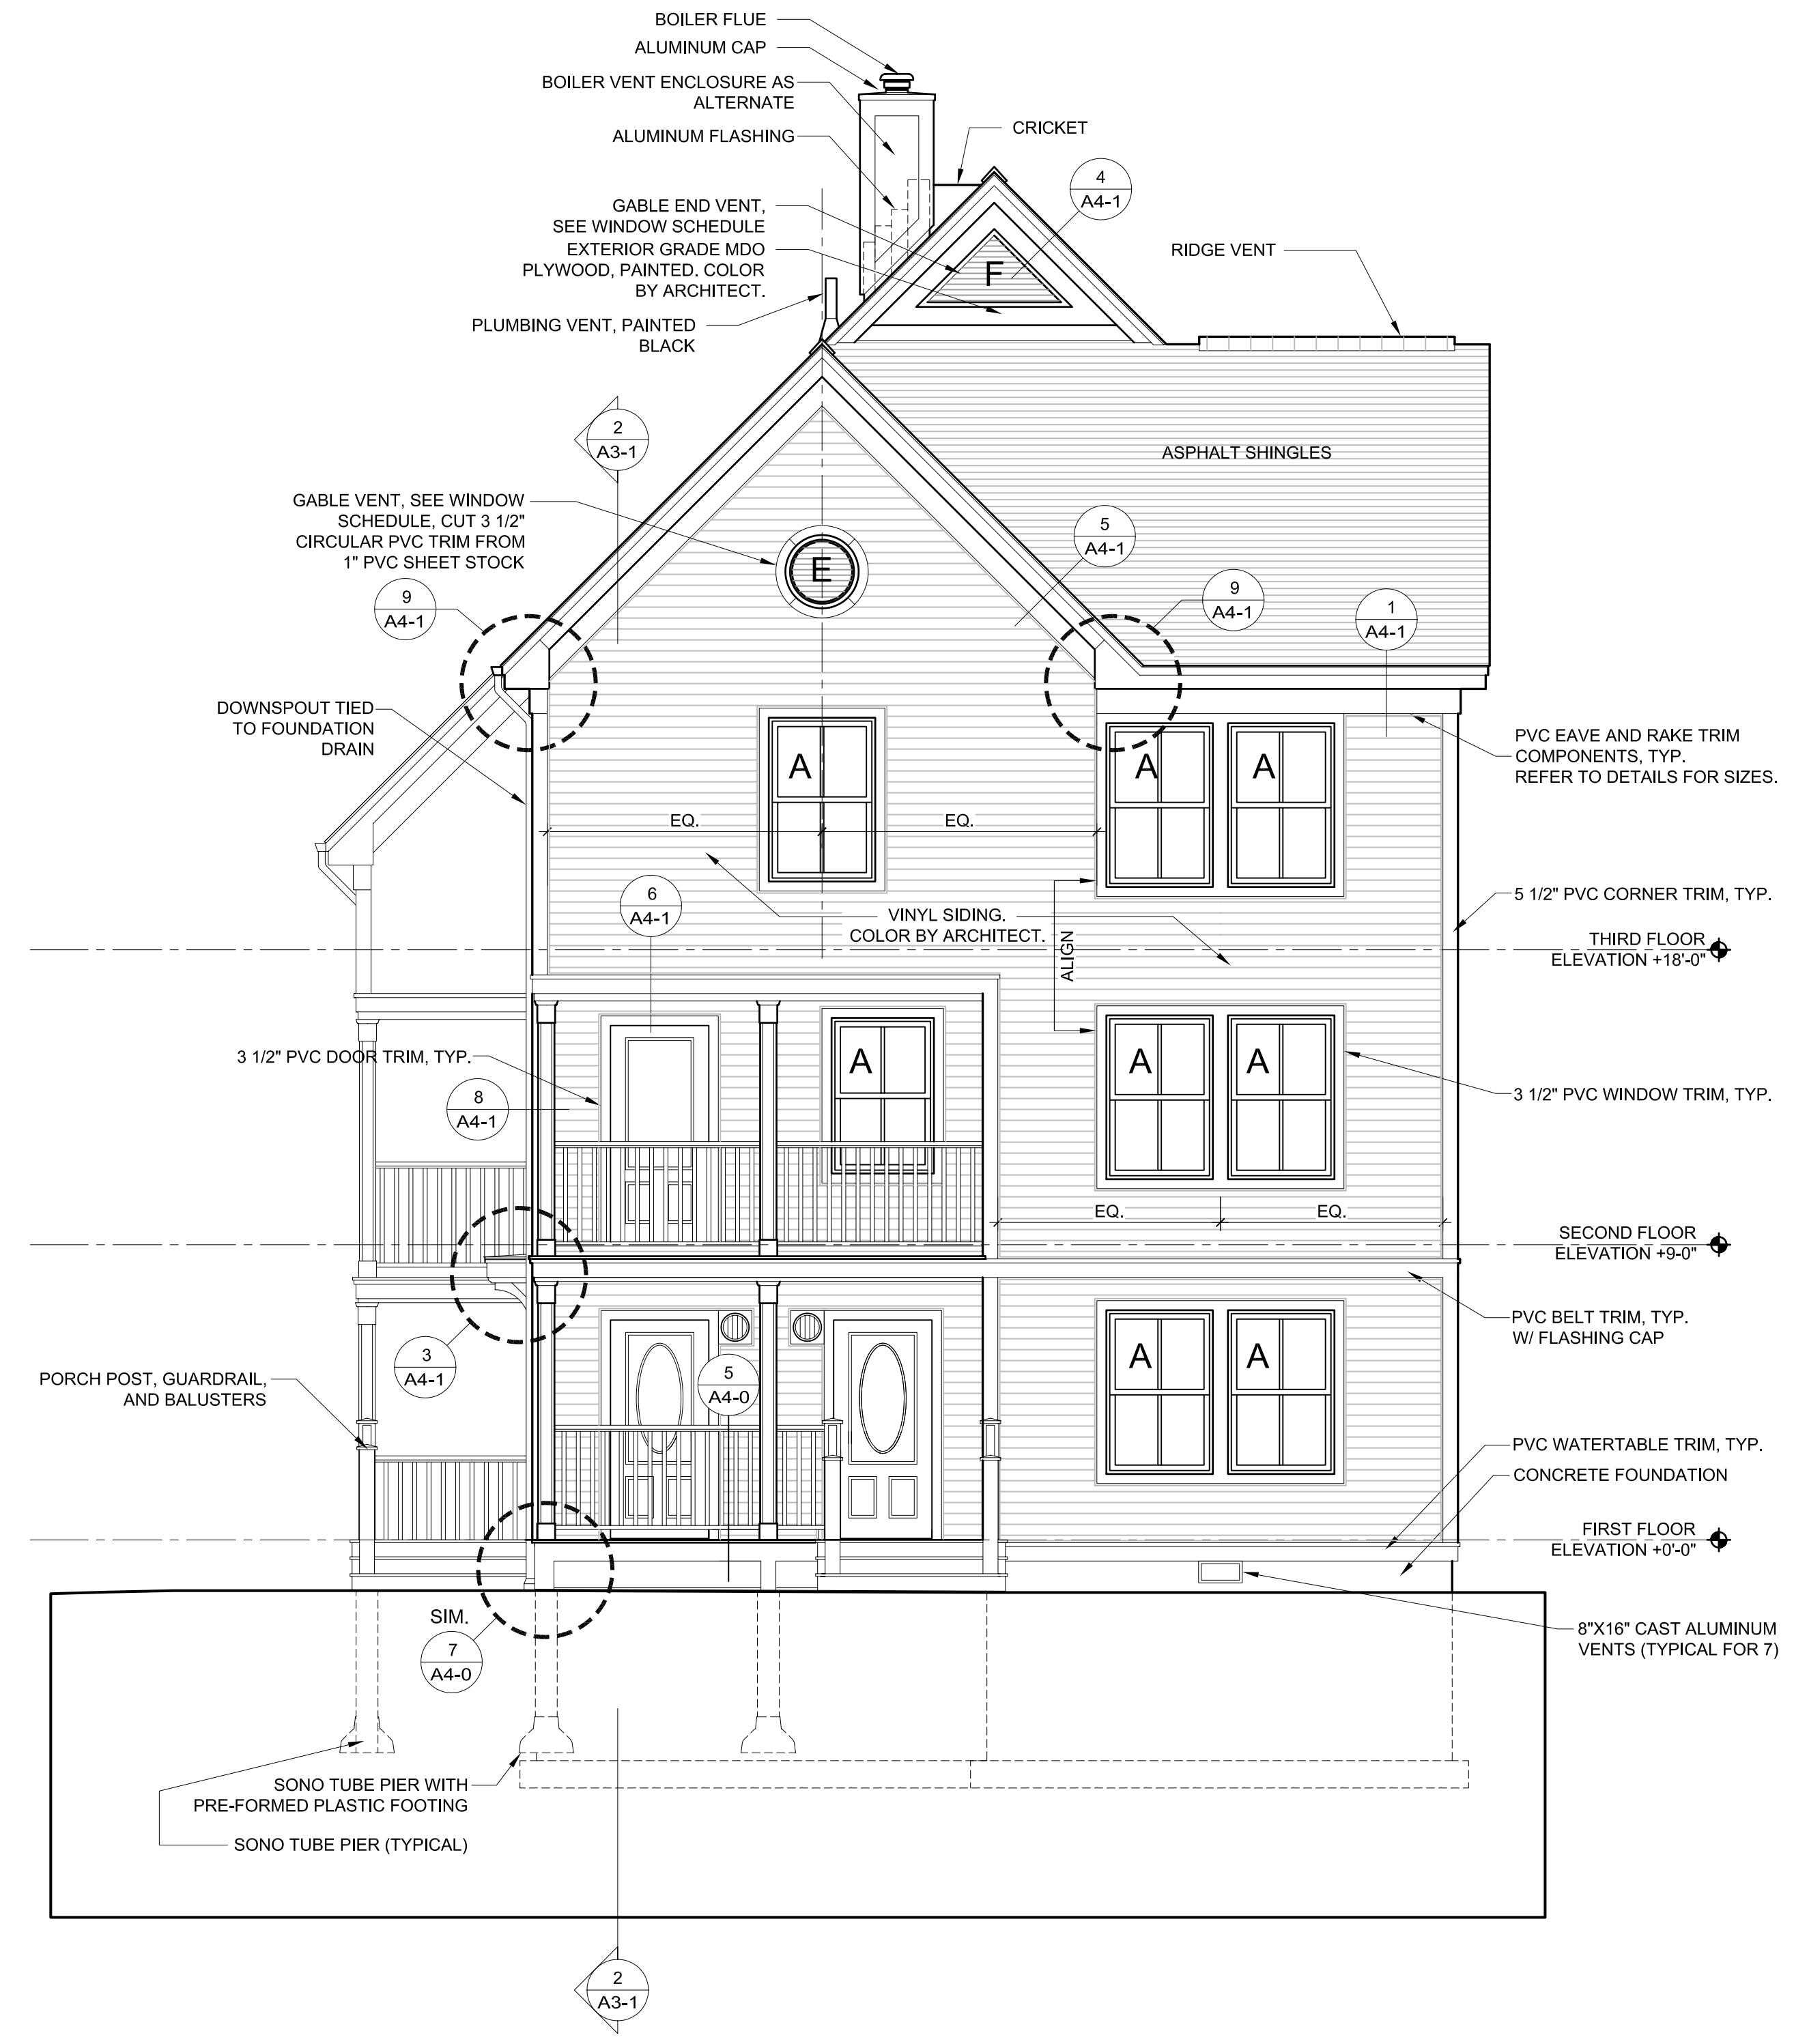 BOILER FLUE
ALUMINUM CAP
BOILER VENT ENCLOSURE AS
ALTERNATE
ALUMINUM FLASHING
CRICKET
4
A4-1
GABLE END VENT,
SEE WINDOW SCHEDULE
EXTERIOR GRADE MDO
PLYWOOD, PAINTED. COLOR
BY ARCHITECT.
F
RIDGE VENT
PLUMBING VENT, PAINTED
BLACK
2
A3-1
ASPHALT SHINGLES
GABLE VENT, SEE WINDOW
SCHEDULE, CUT 3 1/2"
CIRCULAR PVC TRIM FROM
1" PVC SHEET STOCK
5
A4-1
E
9
A4-1
9
A4-1
1
A4-1
DOWNSPOUT TIED
TO FOUNDATION
DRAIN
PVC EAVE AND RAKE TRIM
COMPONENTS, TYP.
REFER TO DETAILS FOR SIZES.
A
A
A
EQ.
EQ.
6
A4-1
VINYL SIDING.
COLOR BY ARCHITECT.
5 1/2" PVC CORNER TRIM, TYP.
ALIGN
THIRD FLOOR
ELEVATION +18'-0"
3 1/2" PVC DOOR TRIM, TYP.
A
A
A
8
A4-1
3 1/2" PVC WINDOW TRIM, TYP.
EQ.
EQ.
SECOND FLOOR
ELEVATION +9-0"
PVC BELT TRIM, TYP.
W/ FLASHING CAP
3
A4-1
A
A
5
A4-0
PORCH POST, GUARDRAIL,
AND BALUSTERS
PVC WATERTABLE TRIM, TYP.
CONCRETE FOUNDATION
FIRST FLOOR
ELEVATION +0'-0"
SIM.
7
A4-0
8"X16" CAST ALUMINUM
VENTS (TYPICAL FOR 7)
SONO TUBE PIER WITH
PRE-FORMED PLASTIC FOOTING
SONO TUBE PIER (TYPICAL)
2
A3-1